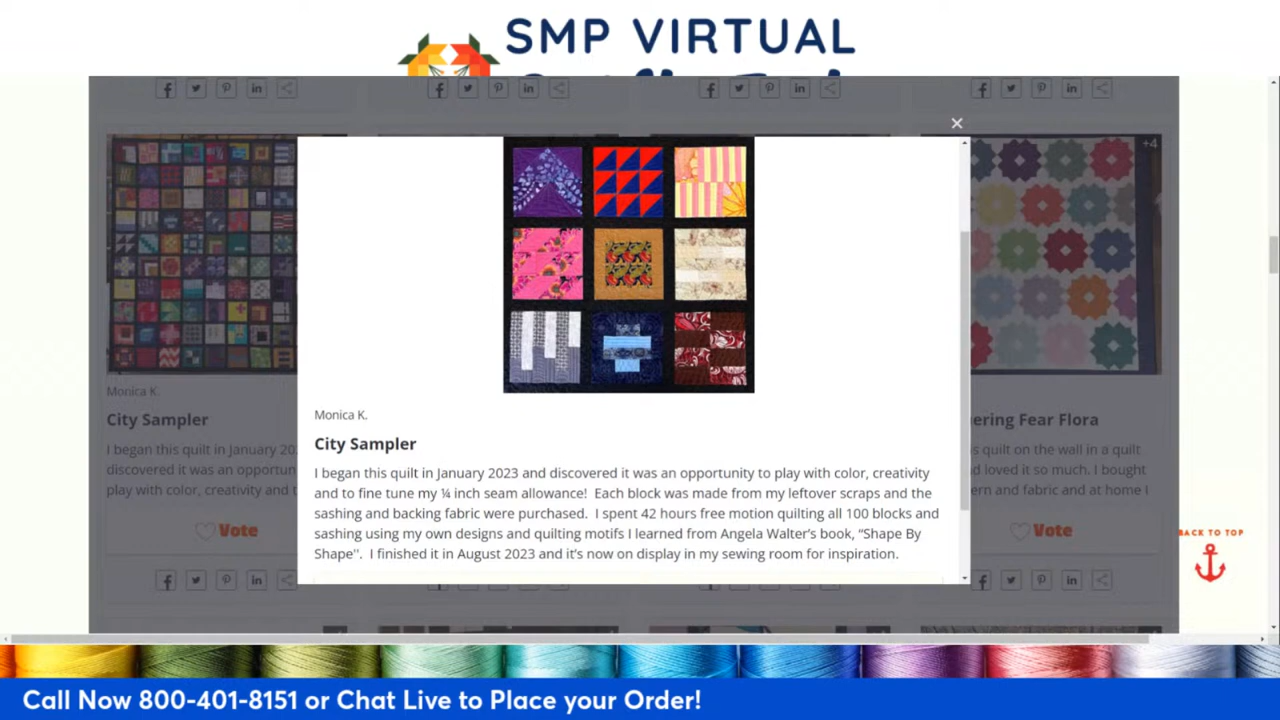 SMP VIRTUAL
+4
Monica K.
City Sampler
I began this quilt in January 20
discovered it was an opportun
play with color, creativity and t
Vote
Monica K.
City Sampler
I began this quilt in January 2023 and discovered it was an opportunity to play with color, creativity
and to fine tune my ¼ inch seam allowance! Each block was made from my leftover scraps and the
sashing and backing fabric were purchased. I spent 42 hours free motion quilting all 100 blocks and
sashing using my own designs and quilting motifs I learned from Angela Walter's book, “Shape By
Shape''. I finished it in August 2023 and it's now on display in my sewing room for inspiration.
ering Fear Flora
s quilt on the wall in a quilt
d loved it so much. I bought
ern and fabric and at home I
Vote
BACK TO TOP
Call Now 800-401-8151 or Chat Live to Place your Order!